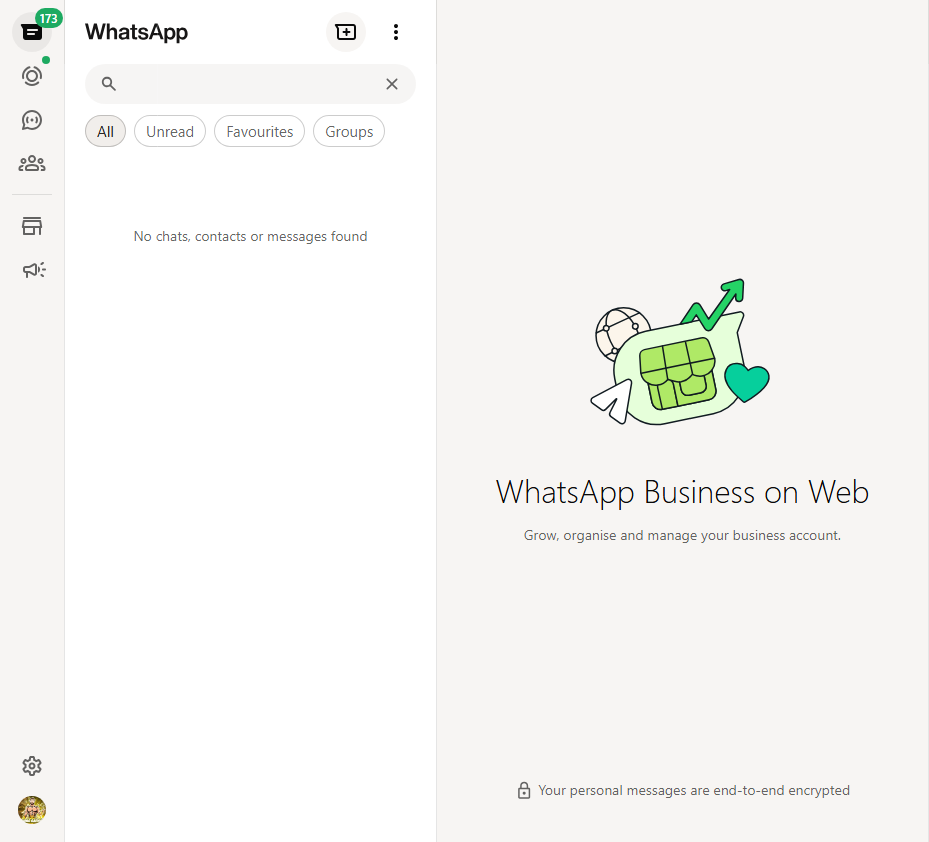 173
WhatsApp
All
Unread
Favourites
Groups
No chats, contacts or messages found
WhatsApp Business on Web
Grow, organise and manage your business account.
Your personal messages are end-to-end encrypted